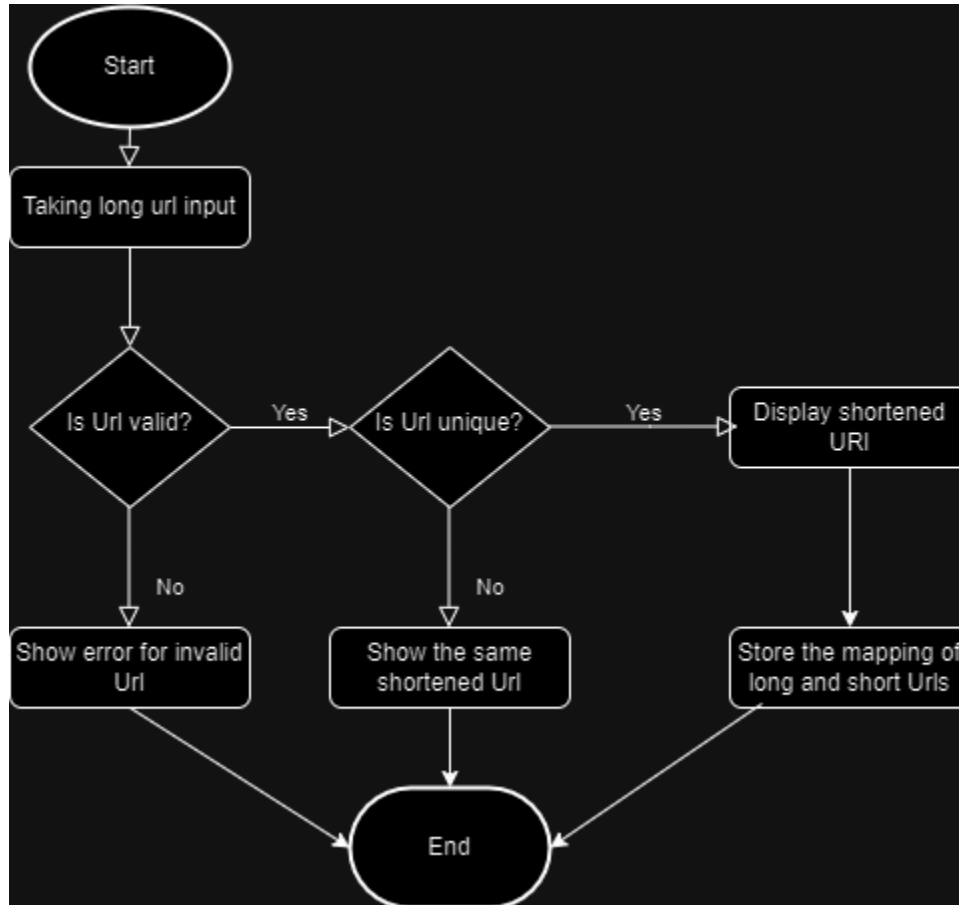 Start
Taking long url input
Is Url valid?
Yes
Is Url unique?
Yes
Display shortened
URl
No
No
Show error for invalid
Url
Show the same
shortened Url
Store the mapping of
long and short Urls
End